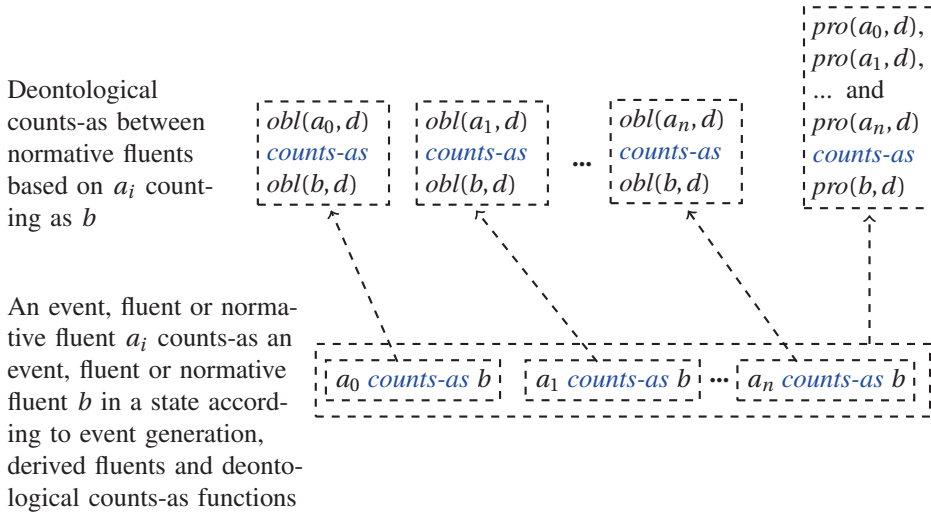 Deontological
counts-as between
normative fluents
based on a_i count-
ing as b
obl(a_0, d)
counts-as
obl(b, d)
obl(a_1, d)
counts-as
obl(b, d)
...
obl(a_n, d)
counts-as
obl(b, d)
pro(a_0, d),
pro(a_1, d),
... and
pro(a_n, d)
counts-as
pro(b, d)
An event, fluent or norma-
tive fluent a_i counts-as an
event, fluent or normative
fluent b in a state accord-
ing to event generation,
derived fluents and deonto-
logical counts-as functions
a_0 counts-as b
a_1 counts-as b
...
a_n counts-as b